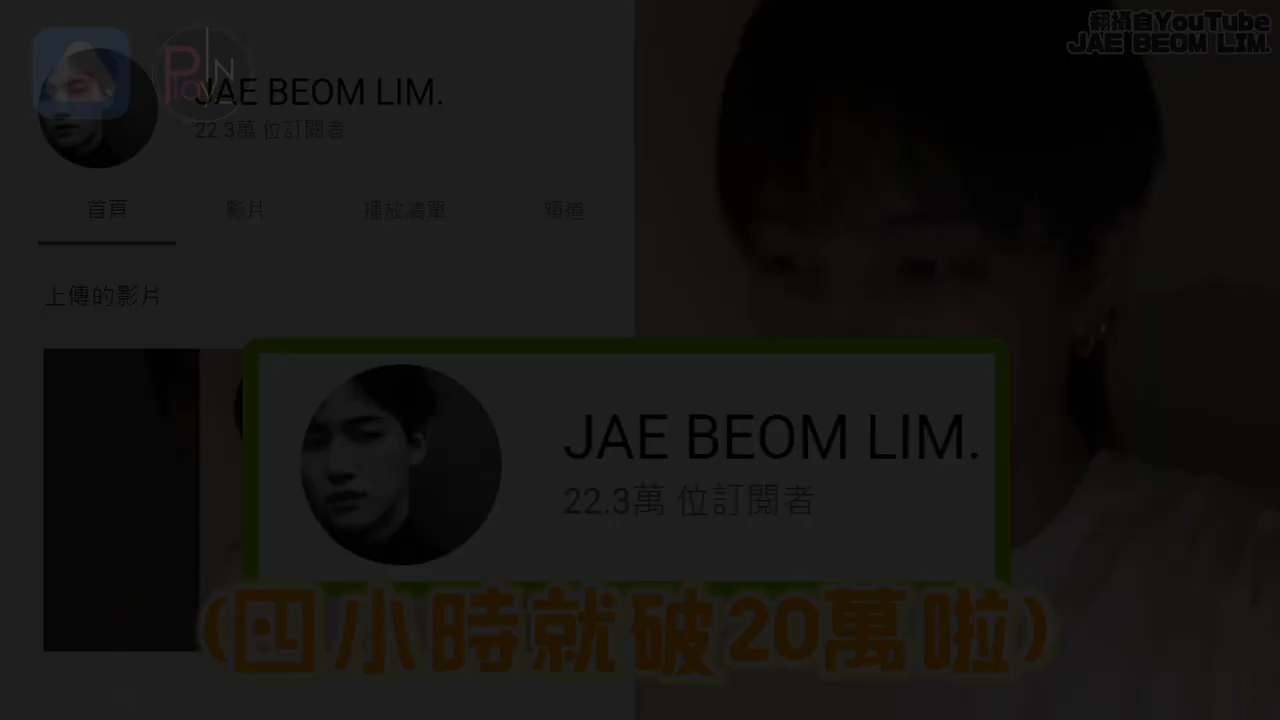 翻攝自YouTube
JAE BEOM LIM.
Play IN
JAE BEOM LIM.
22.3萬 位訂閱者
首頁
影片
播放清單
頻道
上傳的影片
JAE BEOM LIM.
22.3萬 位訂閱者
(四小時就破20萬啦)